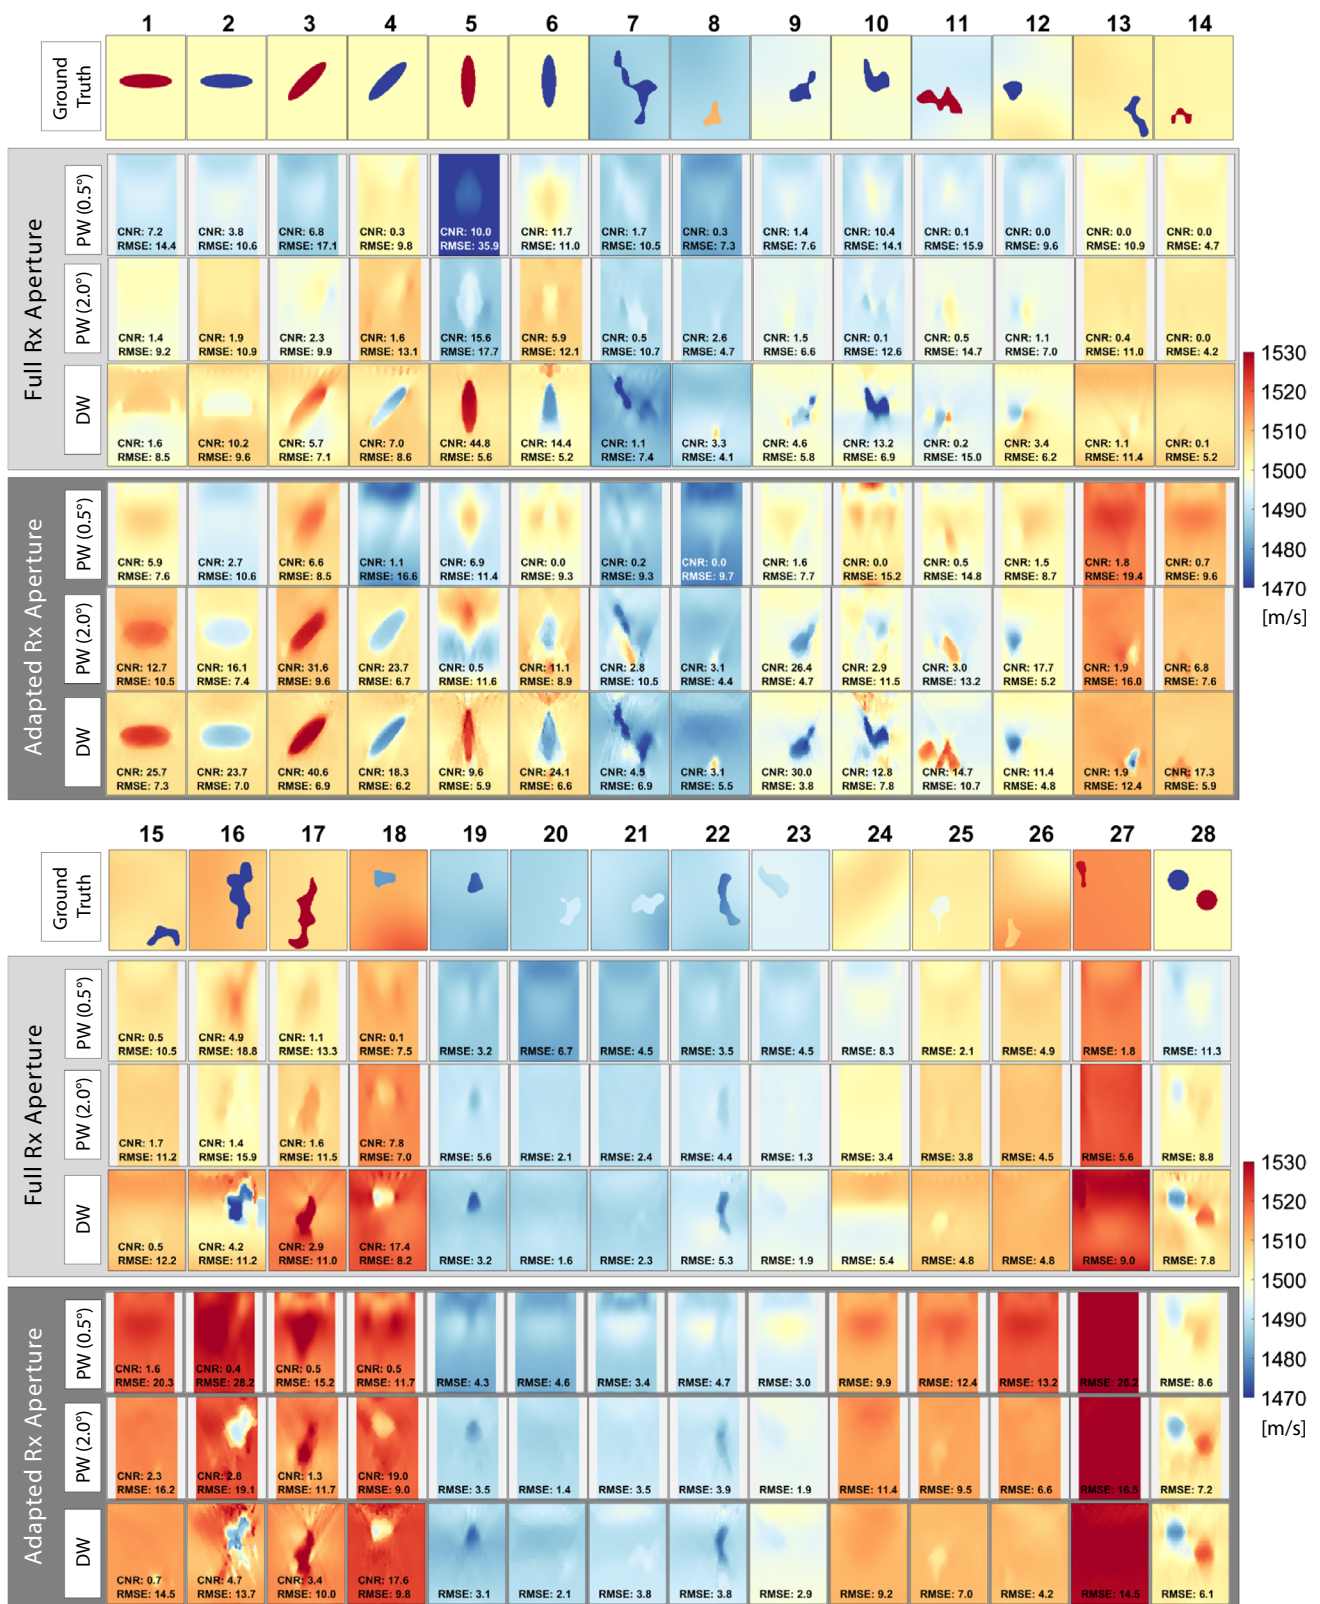 1 2 3 4 5 6 7 8 9 10 11 12 13 14
Ground
Truth
Full Rx Aperture
PW (0.5°)
CNR: 7.2 CNR: 3.8 CNR: 6.8 CNR: 0.3 CNR: 10.0 CNR: 11.7 CNR: 1.7 CNR: 0.3 CNR: 1.4 CNR: 10.4 CNR: 0.1 CNR: 0.0 CNR: 0.0 CNR: 0.0
RMSE: 14.4 RMSE: 10.6 RMSE: 17.1 RMSE: 9.8 RMSE: 35.9 RMSE: 11.0 RMSE: 10.5 RMSE: 7.3 RMSE: 7.6 RMSE: 14.1 RMSE: 15.9 RMSE: 9.6 RMSE: 10.9 RMSE: 4.7
PW (2.0°)
CNR: 1.4 CNR: 1.9 CNR: 2.3 CNR: 1.6 CNR: 15.6 CNR: 5.9 CNR: 0.5 CNR: 2.6 CNR: 1.5 CNR: 0.1 CNR: 0.5 CNR: 1.1 CNR: 0.4 CNR: 0.0
RMSE: 9.2 RMSE: 10.9 RMSE: 9.9 RMSE: 13.1 RMSE: 17.7 RMSE: 12.1 RMSE: 10.7 RMSE: 4.7 RMSE: 6.6 RMSE: 12.6 RMSE: 14.7 RMSE: 7.0 RMSE: 11.0 RMSE: 4.2
DW
CNR: 1.6 CNR: 10.2 CNR: 5.7 CNR: 7.0 CNR: 44.8 CNR: 14.4 CNR: 1.1 CNR: 3.3 CNR: 4.6 CNR: 13.2 CNR: 0.2 CNR: 3.4 CNR: 1.1 CNR: 0.1
RMSE: 8.5 RMSE: 9.6 RMSE: 7.1 RMSE: 8.6 RMSE: 5.6 RMSE: 5.2 RMSE: 7.4 RMSE: 4.1 RMSE: 5.8 RMSE: 6.9 RMSE: 15.0 RMSE: 6.2 RMSE: 11.4 RMSE: 5.2
Adapted Rx Aperture
PW (0.5°)
CNR: 5.9 CNR: 2.7 CNR: 6.6 CNR: 1.1 CNR: 6.9 CNR: 0.0 CNR: 0.2 CNR: 0.0 CNR: 1.6 CNR: 0.0 CNR: 0.5 CNR: 1.5 CNR: 1.8 CNR: 0.7
RMSE: 7.6 RMSE: 10.6 RMSE: 8.5 RMSE: 16.6 RMSE: 11.4 RMSE: 9.3 RMSE: 9.3 RMSE: 9.7 RMSE: 7.7 RMSE: 15.2 RMSE: 14.8 RMSE: 8.7 RMSE: 19.4 RMSE: 9.6
PW (2.0°)
CNR: 12.7 CNR: 16.1 CNR: 31.6 CNR: 23.7 CNR: 0.5 CNR: 11.1 CNR: 2.8 CNR: 3.1 CNR: 26.4 CNR: 2.9 CNR: 3.0 CNR: 17.7 CNR: 1.9 CNR: 6.8
RMSE: 10.5 RMSE: 7.4 RMSE: 9.6 RMSE: 6.7 RMSE: 11.6 RMSE: 8.9 RMSE: 10.5 RMSE: 4.4 RMSE: 4.7 RMSE: 11.5 RMSE: 13.2 RMSE: 5.2 RMSE: 16.0 RMSE: 7.6
DW
CNR: 25.7 CNR: 23.7 CNR: 40.6 CNR: 18.3 CNR: 9.6 CNR: 24.1 CNR: 4.5 CNR: 3.1 CNR: 30.0 CNR: 12.8 CNR: 14.7 CNR: 11.4 CNR: 1.9 CNR: 17.3
RMSE: 7.3 RMSE: 7.0 RMSE: 6.9 RMSE: 6.2 RMSE: 5.9 RMSE: 6.6 RMSE: 6.9 RMSE: 5.5 RMSE: 3.8 RMSE: 7.8 RMSE: 10.7 RMSE: 4.8 RMSE: 12.4 RMSE: 5.9
1530
1520
1510
1500
1490
1480
1470
[m/s]
15 16 17 18 19 20 21 22 23 24 25 26 27 28
Ground
Truth
Full Rx Aperture
PW (0.5°)
CNR: 0.5 CNR: 4.9 CNR: 1.1 CNR: 0.1
RMSE: 10.5 RMSE: 18.8 RMSE: 13.3 RMSE: 7.5 RMSE: 3.2 RMSE: 6.7 RMSE: 4.5 RMSE: 3.5 RMSE: 4.5 RMSE: 8.3 RMSE: 2.1 RMSE: 4.9 RMSE: 1.8 RMSE: 11.3
PW (2.0°)
CNR: 1.7 CNR: 1.4 CNR: 1.6 CNR: 7.8
RMSE: 11.2 RMSE: 15.9 RMSE: 11.5 RMSE: 7.0 RMSE: 5.6 RMSE: 2.1 RMSE: 2.4 RMSE: 4.4 RMSE: 1.3 RMSE: 3.4 RMSE: 3.8 RMSE: 4.5 RMSE: 5.6 RMSE: 8.8
DW
CNR: 0.5 CNR: 4.2 CNR: 2.9 CNR: 17.4
RMSE: 12.2 RMSE: 11.2 RMSE: 11.0 RMSE: 8.2 RMSE: 3.2 RMSE: 1.6 RMSE: 2.3 RMSE: 5.3 RMSE: 1.9 RMSE: 5.4 RMSE: 4.8 RMSE: 4.8 RMSE: 9.0 RMSE: 7.8
Adapted Rx Aperture
PW (0.5°)
CNR: 1.6 CNR: 0.4 CNR: 0.5 CNR: 0.5
RMSE: 20.3 RMSE: 28.2 RMSE: 15.2 RMSE: 11.7 RMSE: 4.3 RMSE: 4.6 RMSE: 3.4 RMSE: 4.7 RMSE: 3.0 RMSE: 9.9 RMSE: 12.4 RMSE: 13.2 RMSE: 26.2 RMSE: 8.6
PW (2.0°)
CNR: 2.3 CNR: 2.8 CNR: 1.3 CNR: 19.0
RMSE: 16.2 RMSE: 19.1 RMSE: 11.7 RMSE: 9.0 RMSE: 3.5 RMSE: 1.4 RMSE: 3.5 RMSE: 3.9 RMSE: 1.9 RMSE: 11.4 RMSE: 9.5 RMSE: 6.6 RMSE: 16.5 RMSE: 7.2
DW
CNR: 0.7 CNR: 4.7 CNR: 3.4 CNR: 17.6
RMSE: 14.5 RMSE: 13.7 RMSE: 10.0 RMSE: 9.8 RMSE: 3.1 RMSE: 2.1 RMSE: 3.8 RMSE: 3.8 RMSE: 2.9 RMSE: 9.2 RMSE: 7.0 RMSE: 4.2 RMSE: 14.5 RMSE: 6.1
1530
1520
1510
1500
1490
1480
1470
[m/s]